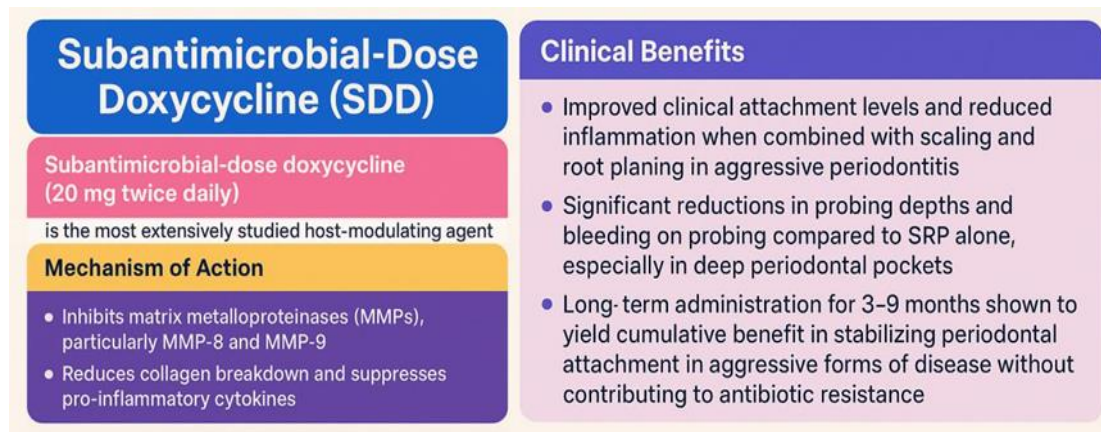 Subantimicrobial-Dose
Doxycycline (SDD)
Subantimicrobial-dose doxycycline
(20 mg twice daily)
is the most extensively studied host-modulating agent
Mechanism of Action
• Inhibits matrix metalloproteinases (MMPs),
particularly MMP-8 and MMP-9
• Reduces collagen breakdown and suppresses
pro-inflammatory cytokines
Clinical Benefits
• Improved clinical attachment levels and reduced
inflammation when combined with scaling and
root planing in aggressive periodontitis
• Significant reductions in probing depths and
bleeding on probing compared to SRP alone,
especially in deep periodontal pockets
• Long-term administration for 3–9 months shown to
yield cumulative benefit in stabilizing periodontal
attachment in aggressive forms of disease without
contributing to antibiotic resistance